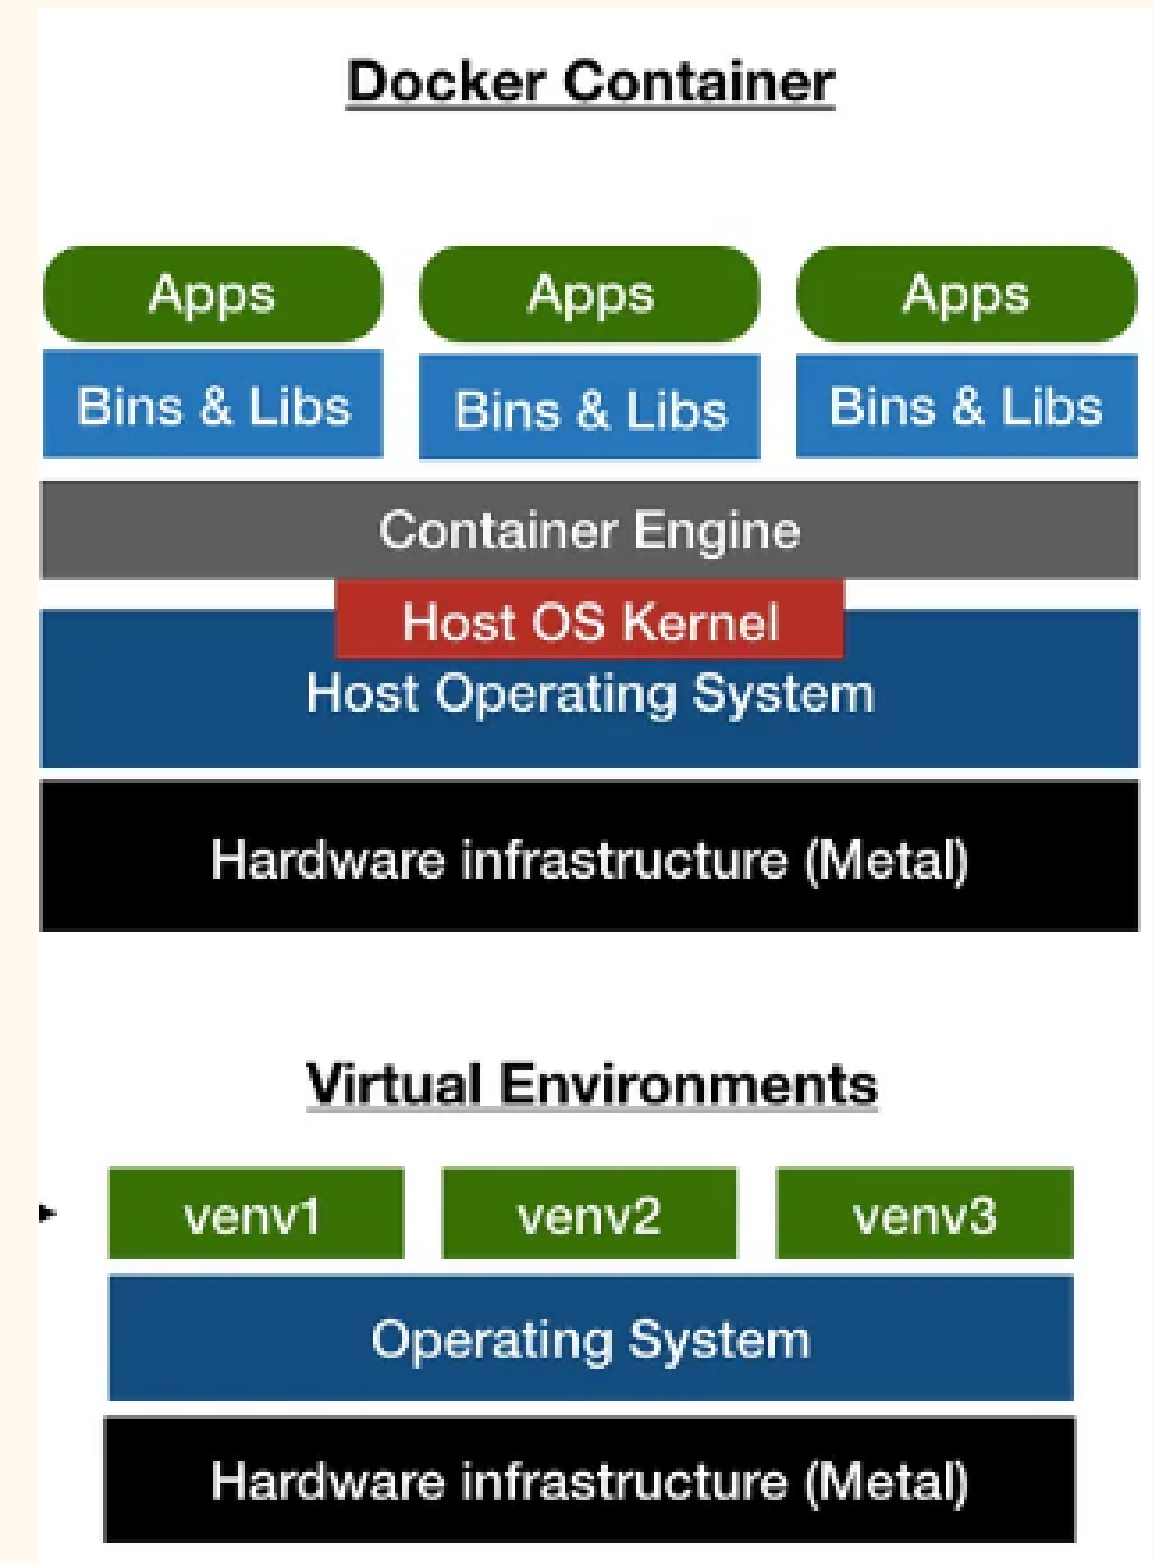 Docker Container
Apps Apps Apps
Bins & Libs Bins & Libs Bins & Libs
Container Engine
Host OS Kernel
Host Operating System
Hardware infrastructure (Metal)
Virtual Environments
venv1 venv2 venv3
Operating System
Hardware infrastructure (Metal)